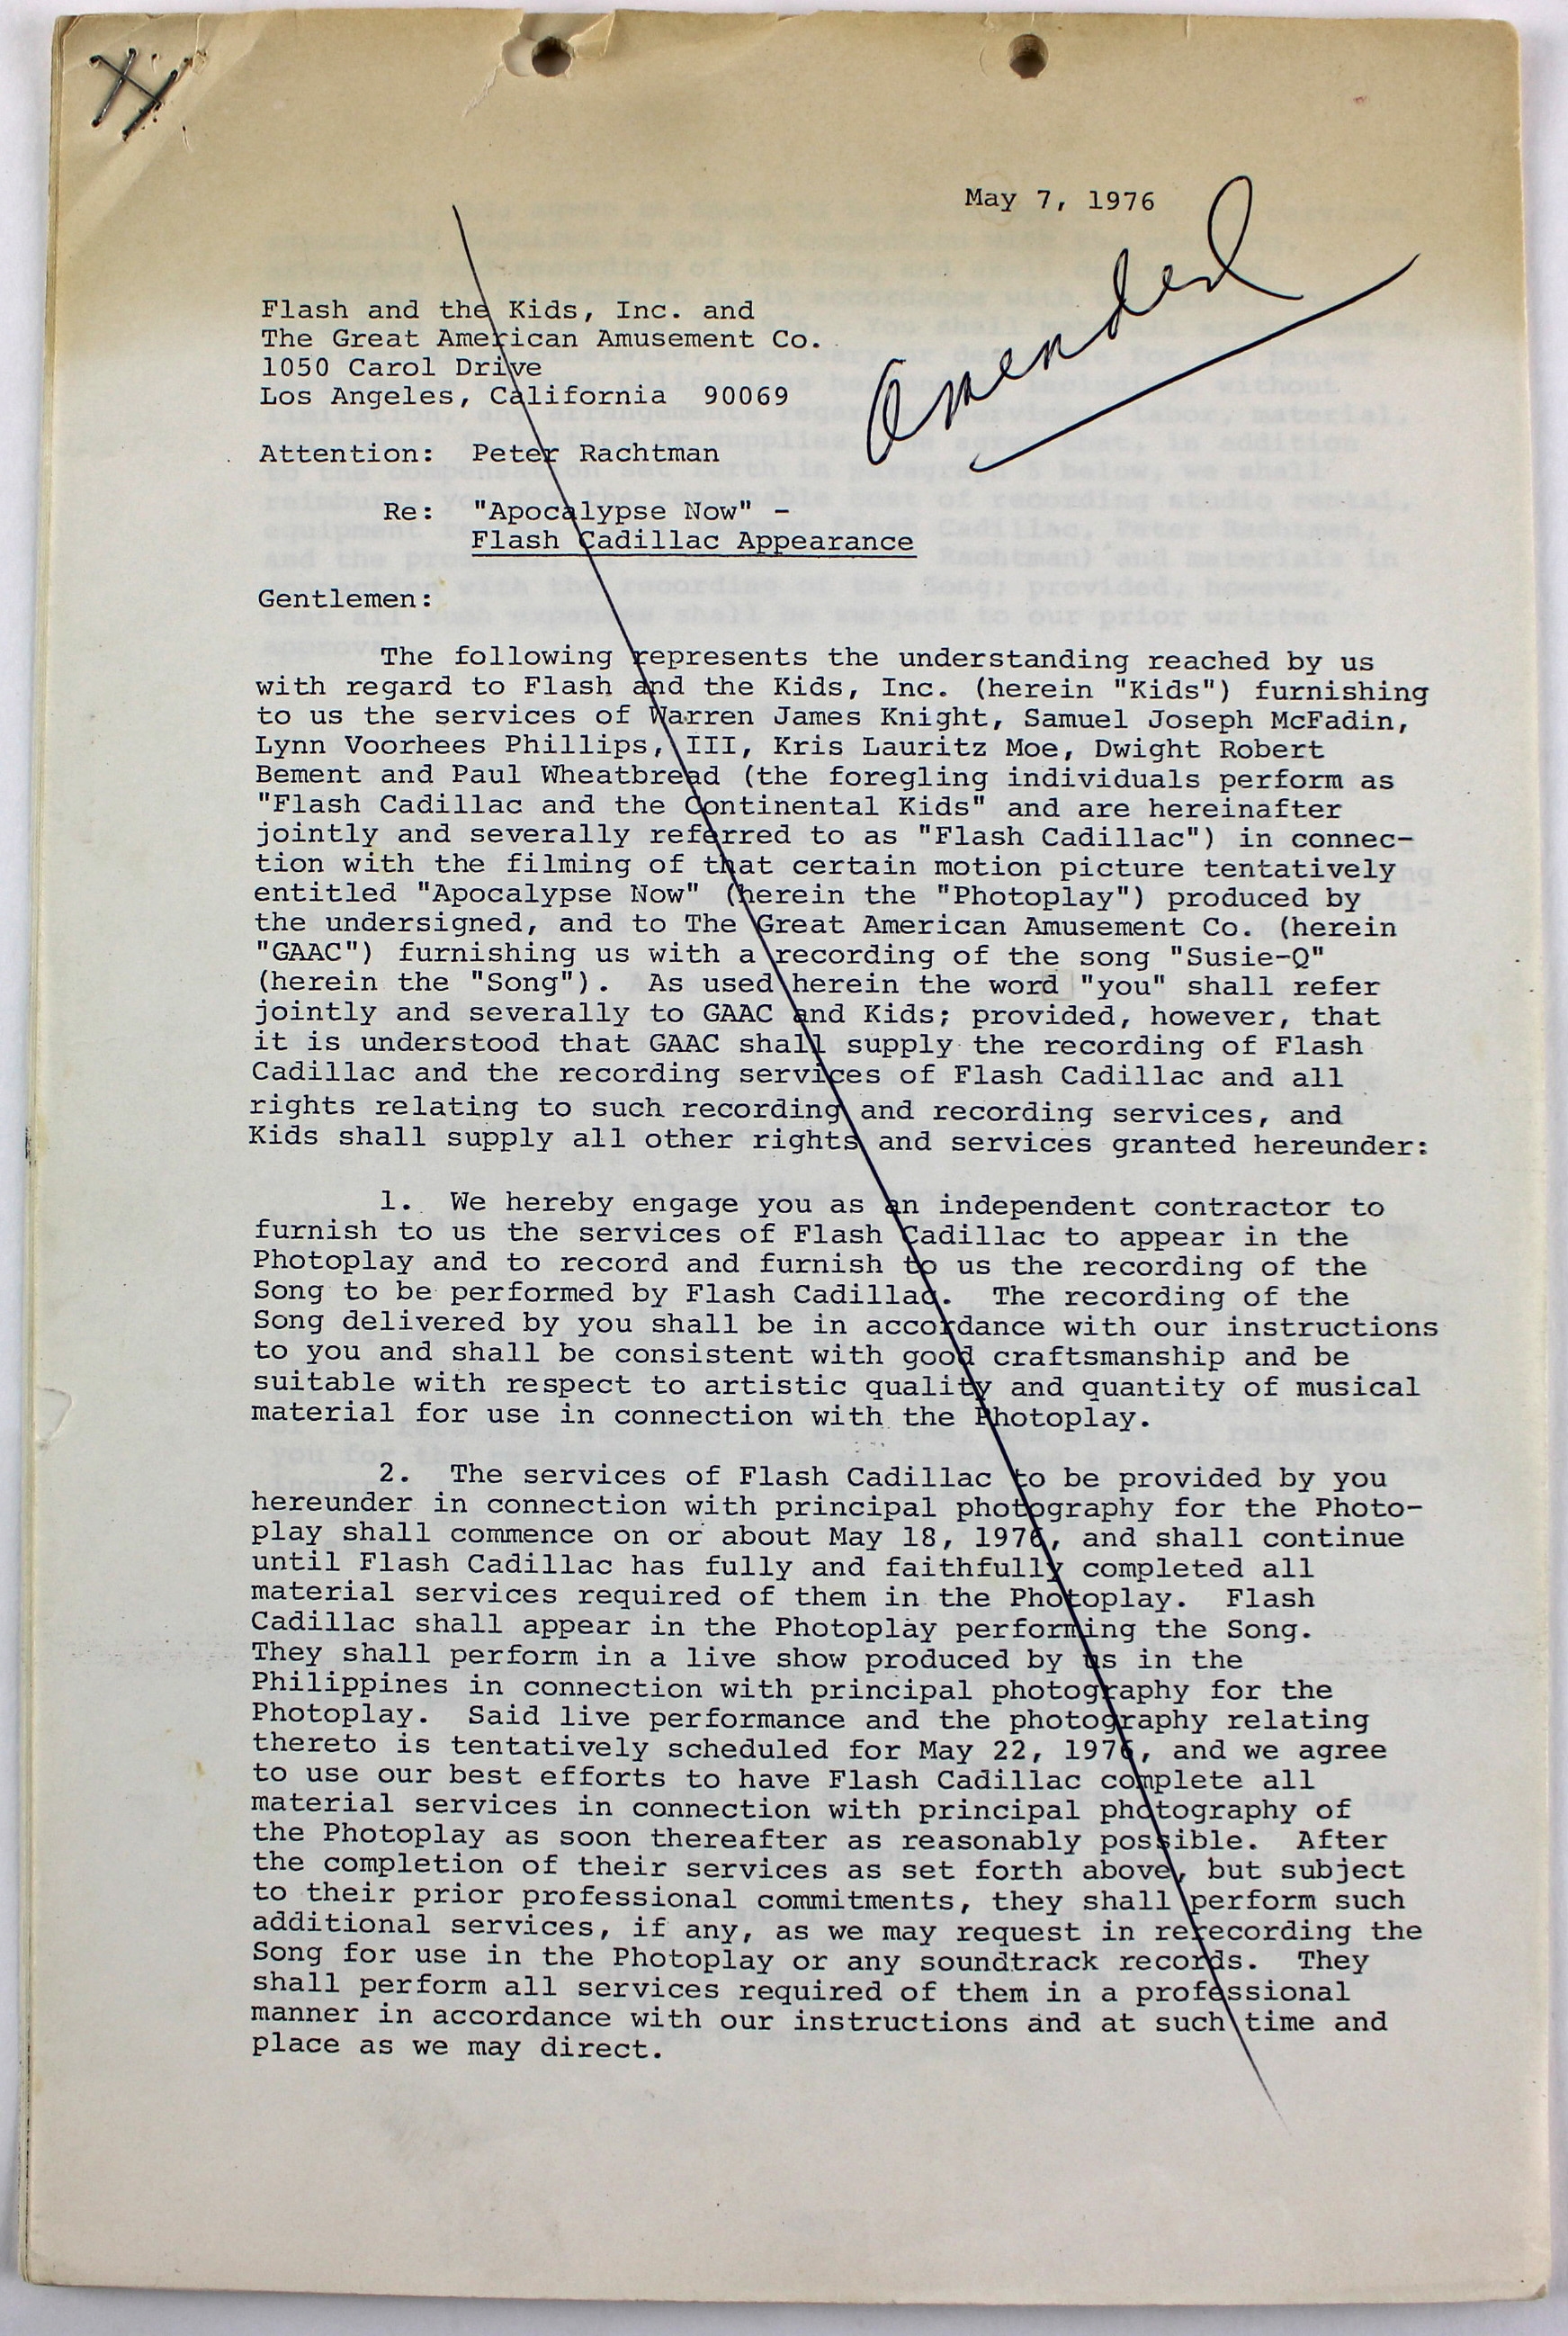 May 7, 1976
Amended
Flash and the Kids, Inc. and
The Great American Amusement Co.
1050 Carol Drive
Los Angeles, California  90069
Attention:  Peter Rachtman
Re:  "Apocalypse Now" -
Flash Cadillac Appearance
Gentlemen:
The following represents the understanding reached by us
with regard to Flash and the Kids, Inc. (herein "Kids") furnishing
to us the services of Warren James Knight, Samuel Joseph McFadin,
Lynn Voorhees Phillips, III, Kris Lauritz Moe, Dwight Robert
Bement and Paul Wheatbread (the foregling individuals perform as
"Flash Cadillac and the Continental Kids" and are hereinafter
jointly and severally referred to as "Flash Cadillac") in connec-
tion with the filming of that certain motion picture tentatively
entitled "Apocalypse Now" (herein the "Photoplay") produced by
the undersigned, and to The Great American Amusement Co. (herein
"GAAC") furnishing us with a recording of the song "Susie-Q"
(herein the "Song").  As used herein the word "you" shall refer
jointly and severally to GAAC and Kids; provided, however, that
it is understood that GAAC shall supply the recording of Flash
Cadillac and the recording services of Flash Cadillac and all
rights relating to such recording and recording services, and
Kids shall supply all other rights and services granted hereunder:
1.  We hereby engage you as an independent contractor to
furnish to us the services of Flash Cadillac to appear in the
Photoplay and to record and furnish to us the recording of the
Song to be performed by Flash Cadillac.  The recording of the
Song delivered by you shall be in accordance with our instructions
to you and shall be consistent with good craftsmanship and be
suitable with respect to artistic quality and quantity of musical
material for use in connection with the Photoplay.
2.  The services of Flash Cadillac to be provided by you
hereunder in connection with principal photography for the Photo-
play shall commence on or about May 18, 1976, and shall continue
until Flash Cadillac has fully and faithfully completed all
material services required of them in the Photoplay.  Flash
Cadillac shall appear in the Photoplay performing the Song.
They shall perform in a live show produced by us in the
Philippines in connection with principal photography for the
Photoplay.  Said live performance and the photography relating
thereto is tentatively scheduled for May 22, 1976, and we agree
to use our best efforts to have Flash Cadillac complete all
material services in connection with principal photography of
the Photoplay as soon thereafter as reasonably possible.  After
the completion of their services as set forth above, but subject
to their prior professional commitments, they shall perform such
additional services, if any, as we may request in rerecording the
Song for use in the Photoplay or any soundtrack records.  They
shall perform all services required of them in a professional
manner in accordance with our instructions and at such time and
place as we may direct.